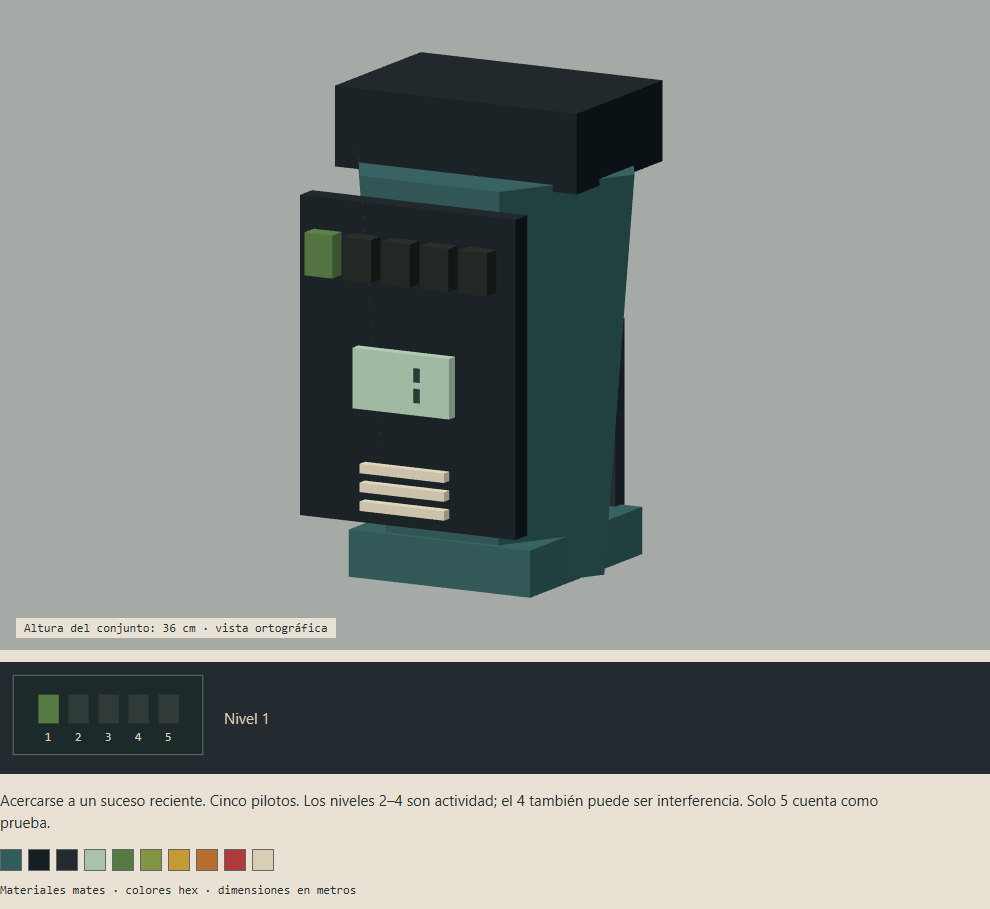 Altura del conjunto: 36 cm · vista ortográfica
1 2 3 4 5
Nivel 1
Acercarse a un suceso reciente. Cinco pilotos. Los niveles 2–4 son actividad; el 4 también puede ser interferencia. Solo 5 cuenta como
prueba.
Materiales mates · colores hex · dimensiones en metros